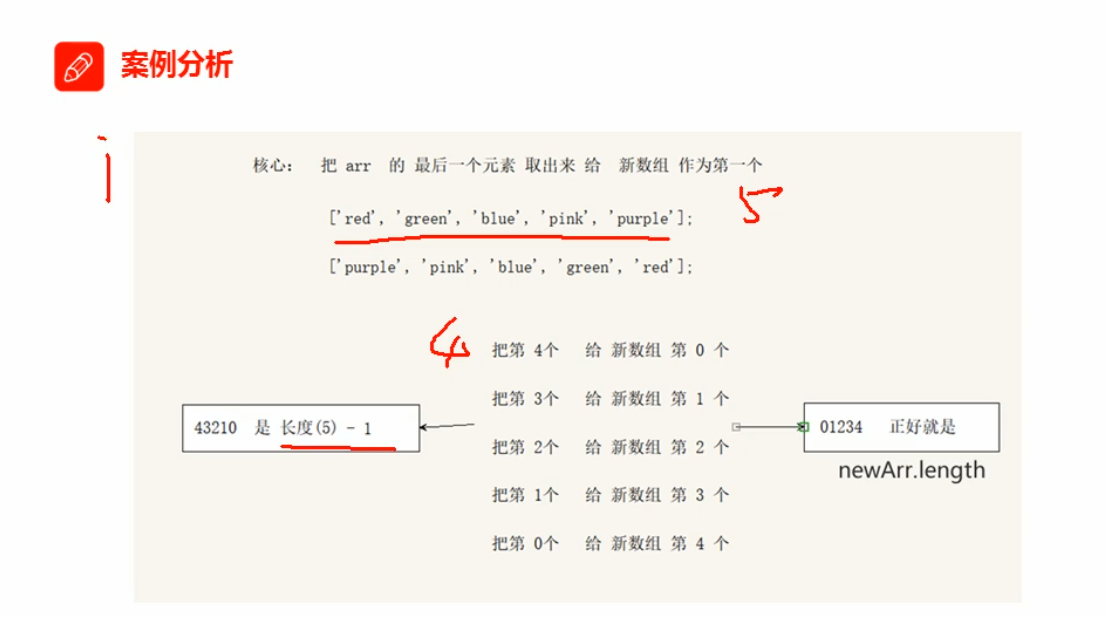 案例分析
i
核心： 把 arr 的 最后一个元素 取出来 给 新数组 作为第一个
5
['red', 'green', 'blue', 'pink', 'purple'];
['purple', 'pink', 'blue', 'green', 'red'];
4
把第 4个 给 新数组 第 0 个
把第 3个 给 新数组 第 1 个
43210 是 长度(5) - 1
01234 正好就是
把第 2个 给 新数组 第 2 个
newArr.length
把第 1个 给 新数组 第 3 个
把第 0个 给 新数组 第 4 个